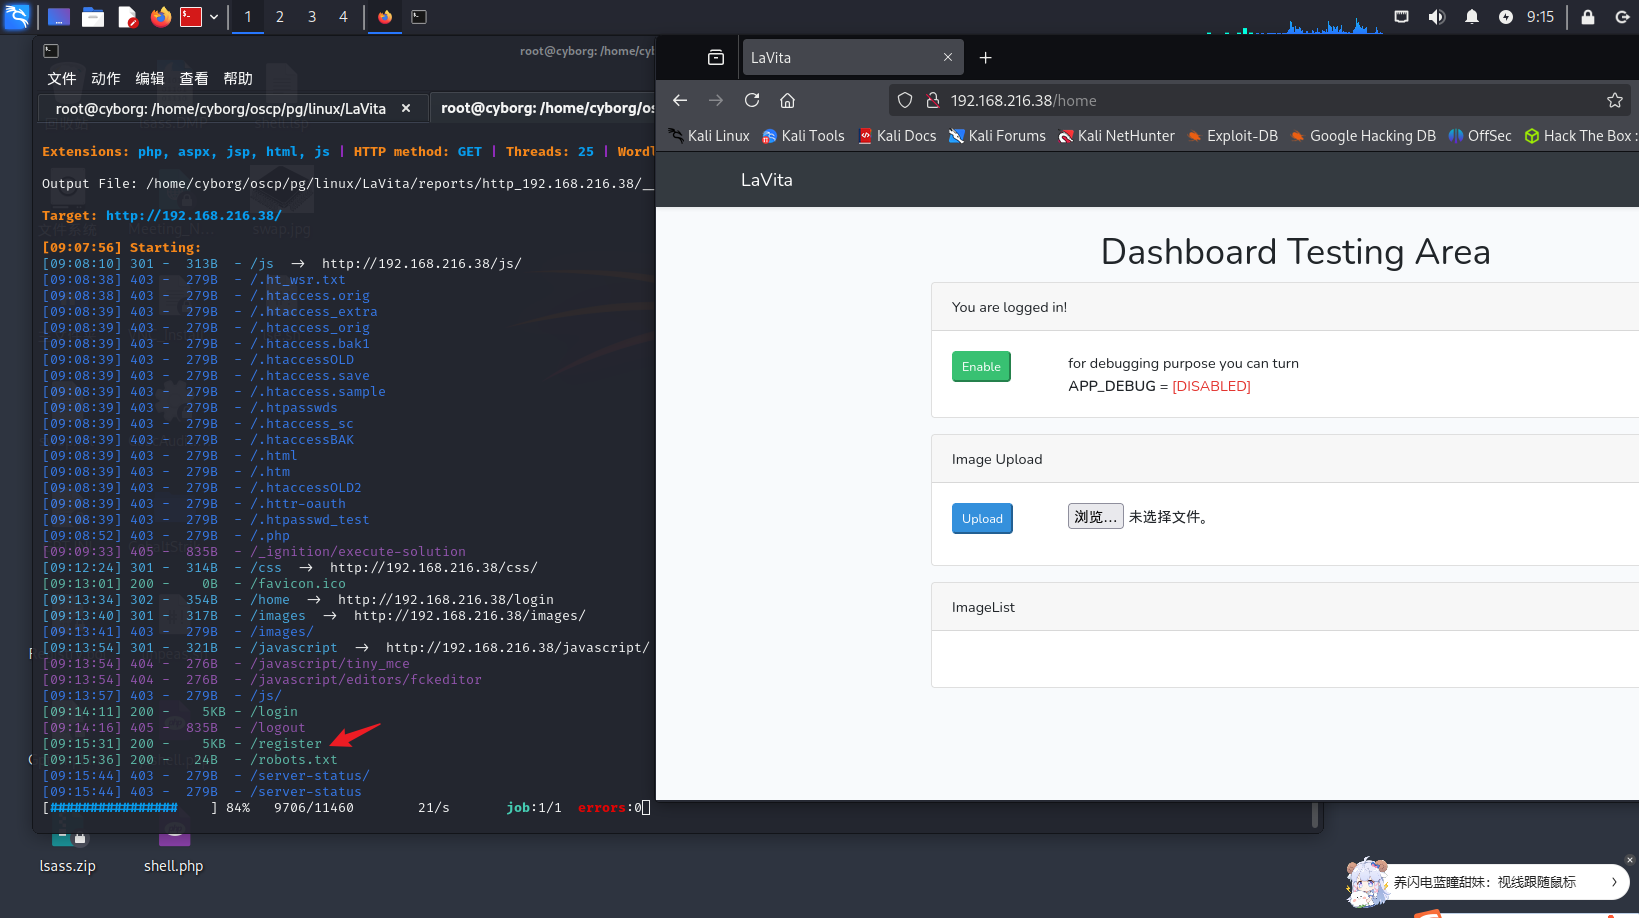 1 2 3 4
9:15
root@cyborg: /home/cyb
文件 动作 编辑 查看 帮助
root@cyborg: /home/cyborg/oscp/pg/linux/LaVita × root@cyborg: /home/cyborg/os
Extensions: php, aspx, jsp, html, js | HTTP method: GET | Threads: 25 | Wordl
Output File: /home/cyborg/oscp/pg/linux/LaVita/reports/http_192.168.216.38/__
Target: http://192.168.216.38/
[09:07:56] Starting:
[09:08:10] 301 - 313B - /js -> http://192.168.216.38/js/
[09:08:38] 403 - 279B - /.ht_wsr.txt
[09:08:38] 403 - 279B - /.htaccess.orig
[09:08:39] 403 - 279B - /.htaccess_extra
[09:08:39] 403 - 279B - /.htaccess_orig
[09:08:39] 403 - 279B - /.htaccess.bak1
[09:08:39] 403 - 279B - /.htaccessOLD
[09:08:39] 403 - 279B - /.htaccess.save
[09:08:39] 403 - 279B - /.htaccess.sample
[09:08:39] 403 - 279B - /.htpasswds
[09:08:39] 403 - 279B - /.htaccess_sc
[09:08:39] 403 - 279B - /.htaccessBAK
[09:08:39] 403 - 279B - /.html
[09:08:39] 403 - 279B - /.htm
[09:08:39] 403 - 279B - /.htaccessOLD2
[09:08:39] 403 - 279B - /.httr-oauth
[09:08:39] 403 - 279B - /.htpasswd_test
[09:08:52] 403 - 279B - /.php
[09:09:33] 405 - 835B - /_ignition/execute-solution
[09:12:24] 301 - 314B - /css -> http://192.168.216.38/css/
[09:13:01] 200 - 0B - /favicon.ico
[09:13:34] 302 - 354B - /home -> http://192.168.216.38/login
[09:13:40] 301 - 317B - /images -> http://192.168.216.38/images/
[09:13:41] 403 - 279B - /images/
[09:13:54] 301 - 321B - /javascript -> http://192.168.216.38/javascript/
[09:13:54] 404 - 276B - /javascript/tiny_mce
[09:13:54] 404 - 276B - /javascript/editors/fckeditor
[09:13:57] 403 - 279B - /js/
[09:14:11] 200 - 5KB - /login
[09:14:16] 405 - 835B - /logout
[09:15:31] 200 - 5KB - /register
[09:15:36] 200 - 24B - /robots.txt
[09:15:44] 403 - 279B - /server-status/
[09:15:44] 403 - 279B - /server-status
[################ ] 84% 9706/11460 21/s job:1/1 errors:0
lsass.zip shell.php
LaVita ×
192.168.216.38/home
Kali Linux Kali Tools Kali Docs Kali Forums Kali NetHunter Exploit-DB Google Hacking DB OffSec Hack The Box :
LaVita
Dashboard Testing Area
You are logged in!
Enable for debugging purpose you can turn
APP_DEBUG = [DISABLED]
Image Upload
Upload 浏览… 未选择文件。
ImageList
养闪电蓝瞳甜妹：视线跟随鼠标